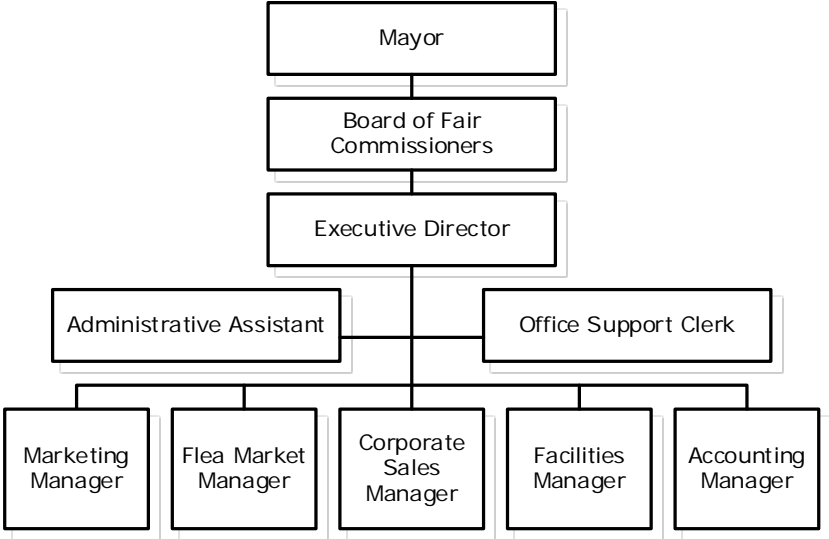 Mayor
Board of Fair
Commissioners
Executive Director
Administrative Assistant
Office Support Clerk
Marketing
Manager
Flea Market
Manager
Corporate
Sales
Manager
Facilities
Manager
Accounting
Manager